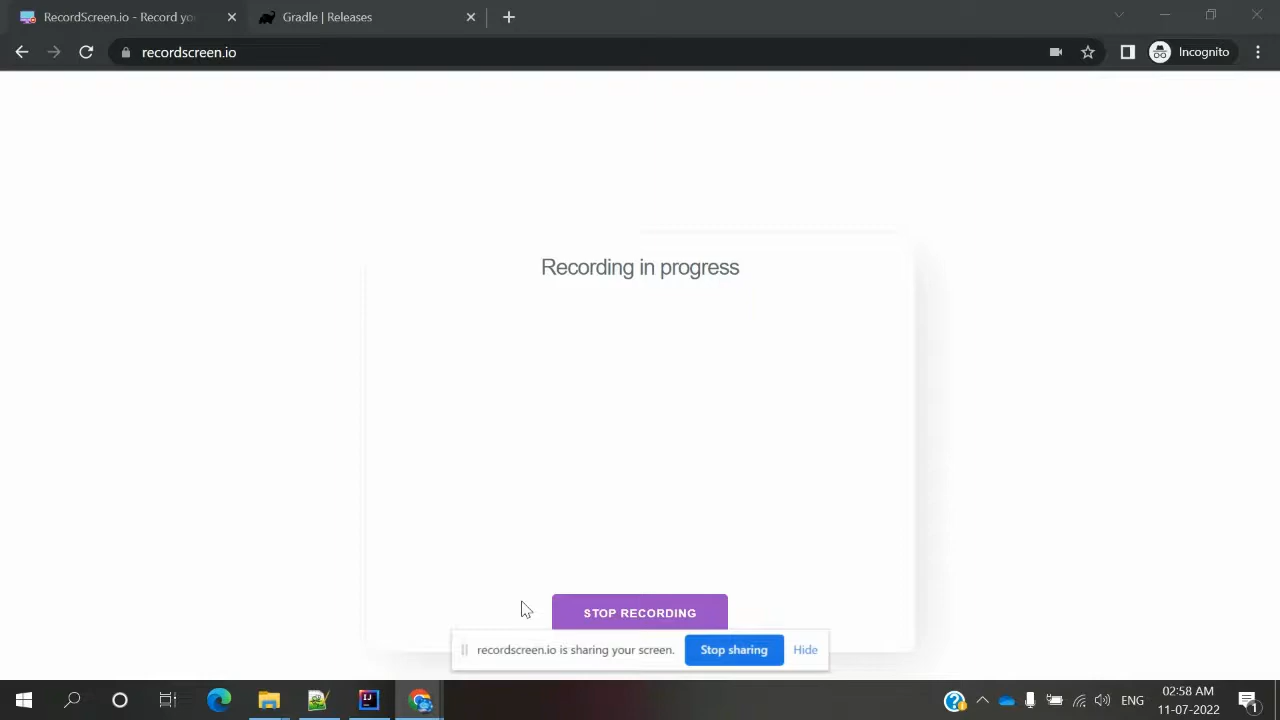 RecordScreen.io - Record yo
Gradle | Releases
recordscreen.io
Incognito
Recording in progress
STOP RECORDING
recordscreen.io is sharing your screen.
Stop sharing
Hide
ENG
02:58 AM
11-07-2022
1